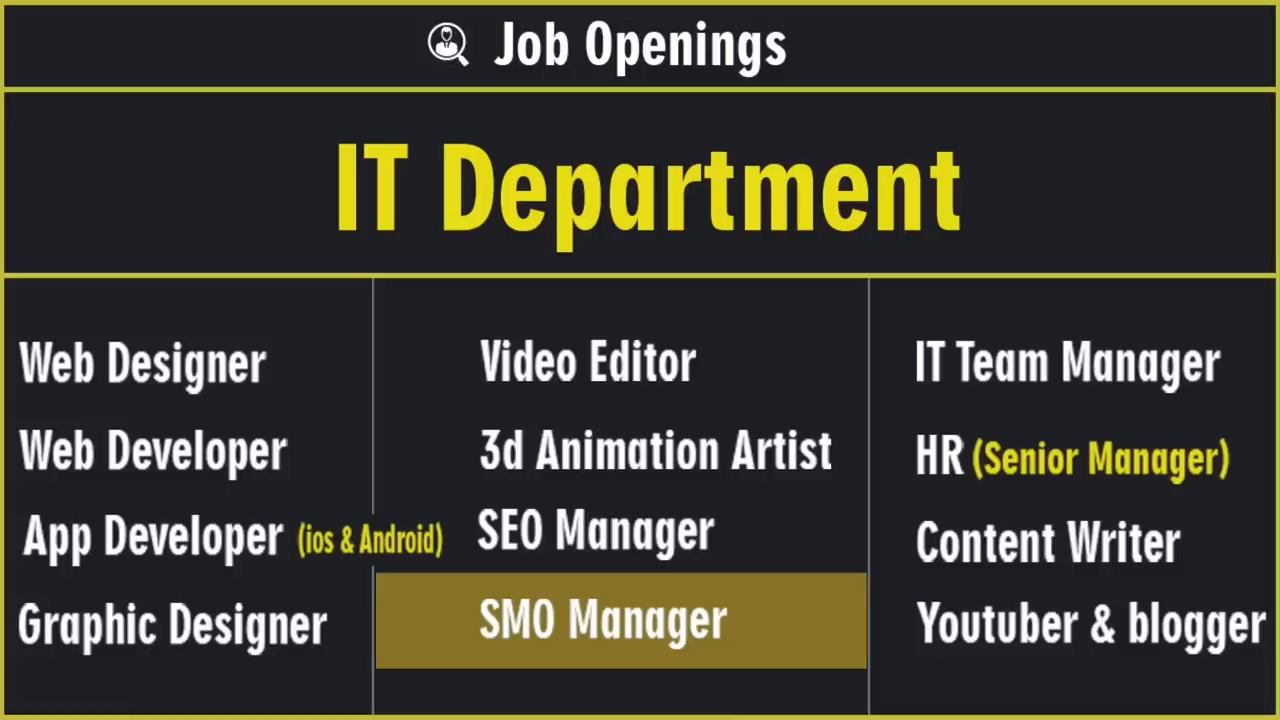 Job Openings
IT Department
Web Designer
Web Developer
App Developer (ios & Android)
Graphic Designer
Video Editor
3d Animation Artist
SEO Manager
SMO Manager
IT Team Manager
HR (Senior Manager)
Content Writer
Youtuber & blogger